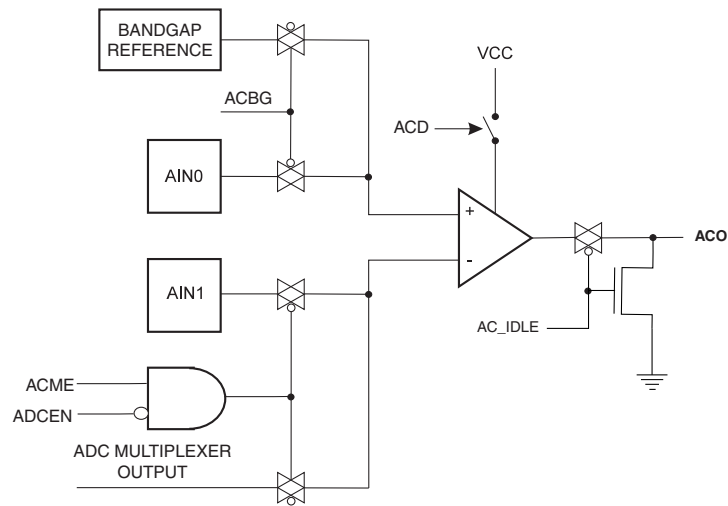 BANDGAP
REFERENCE
VCC
ACBG
ACD
AIN0
+
ACO
-
AIN1
AC_IDLE
ACME
ADCEN
ADC MULTIPLEXER
OUTPUT